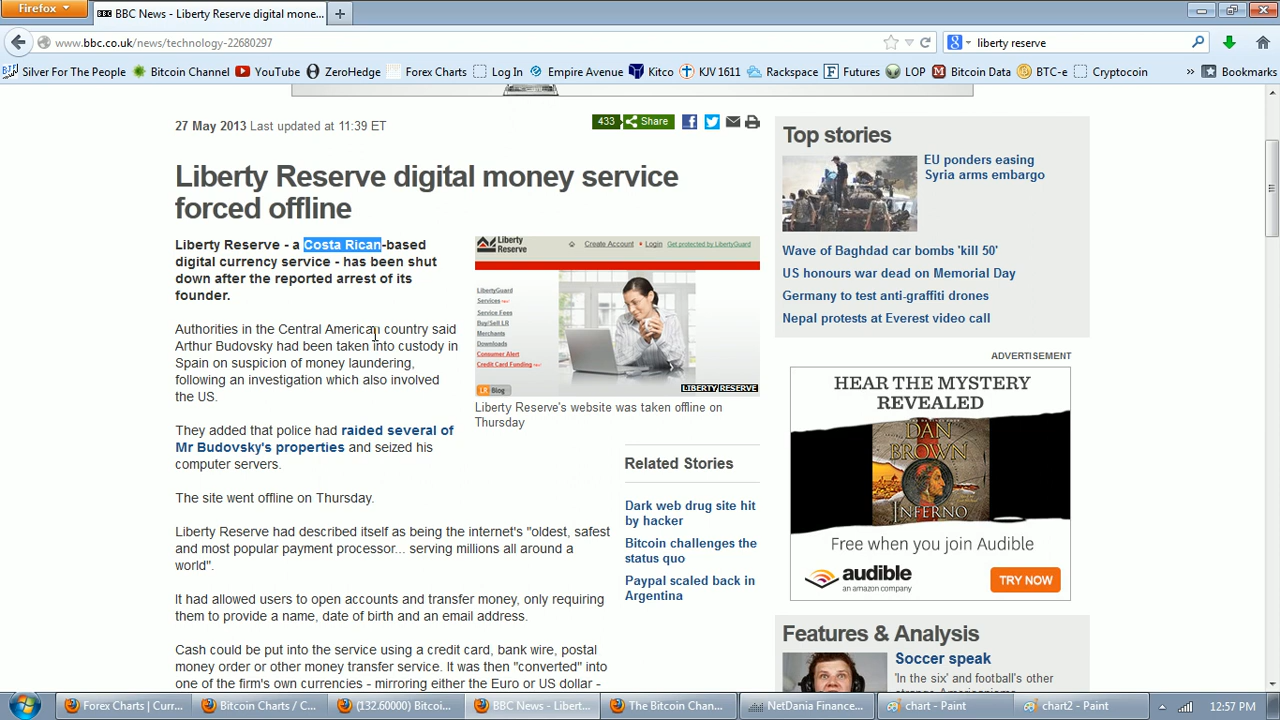 Firefox
BBC News - Liberty Reserve digital mone...
www.bbc.co.uk/news/technology-22680297
liberty reserve
Silver For The People
Bitcoin Channel
YouTube
ZeroHedge
Forex Charts
Log In
Empire Avenue
Kitco
KJV 1611
Rackspace
Futures
LOP
Bitcoin Data
BTC-e
Cryptocoin
»
Bookmarks
27 May 2013 Last updated at 11:39 ET
433 Share
Liberty Reserve digital money service
forced offline
Liberty Reserve - a Costa Rican-based
digital currency service - has been shut
down after the reported arrest of its
founder.
Authorities in the Central American country said
Arthur Budovsky had been taken into custody in
Spain on suspicion of money laundering,
following an investigation which also involved
the US.
They added that police had raided several of
Mr Budovsky's properties and seized his
computer servers.
The site went offline on Thursday.
Liberty Reserve had described itself as being the internet's "oldest, safest
and most popular payment processor... serving millions all around a
world".
It had allowed users to open accounts and transfer money, only requiring
them to provide a name, date of birth and an email address.
Cash could be put into the service using a credit card, bank wire, postal
money order or other money transfer service. It was then "converted" into
one of the firm's own currencies - mirroring either the Euro or US dollar -
Liberty
Reserve
Create Account
Login
Get protected by LibertyGuard
LibertyGuard
Services
Service Fees
Buy/Sell LR
Merchants
Downloads
Consumer Alert
Credit Card Funding
LR Blog
LIBERTY RESERVE
Liberty Reserve's website was taken offline on
Thursday
Related Stories
Dark web drug site hit
by hacker
Bitcoin challenges the
status quo
Paypal scaled back in
Argentina
Top stories
EU ponders easing
Syria arms embargo
Wave of Baghdad car bombs 'kill 50'
US honours war dead on Memorial Day
Germany to test anti-graffiti drones
Nepal protests at Everest video call
ADVERTISEMENT
HEAR THE MYSTERY
REVEALED
DAN
BROWN
INFERNO
Free when you join Audible
audible
an amazon company
TRY NOW
Features & Analysis
Soccer speak
'In the six' and football's other
Forex Charts | Curr...
Bitcoin Charts / C...
(132.60000) Bitcoi...
BBC News - Libert...
The Bitcoin Chan...
NetDania Finance...
chart - Paint
chart2 - Paint
12:57 PM